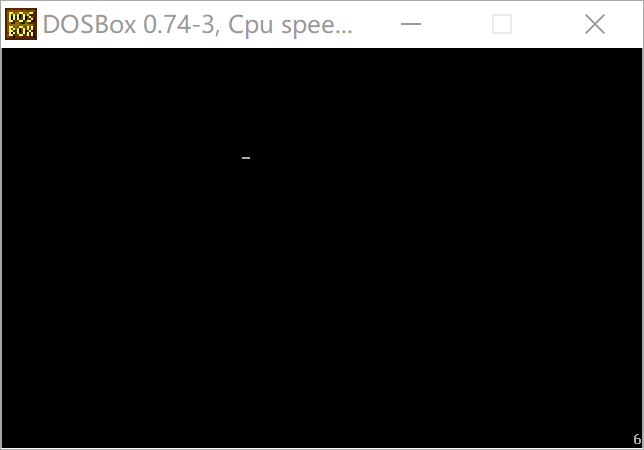 DOS
BOX
DOSBox 0.74-3, Cpu spee...
6